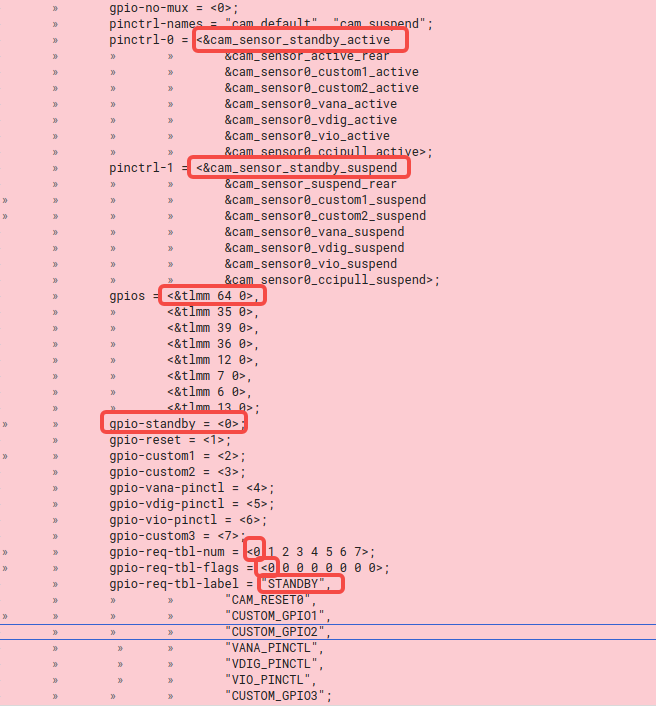 gpio-no-mux = <0>;
pinctrl-names = "cam_default", "cam_suspend";
pinctrl-0 = <&cam_sensor_standby_active
&cam_sensor_active_rear
&cam_sensor0_custom1_active
&cam_sensor0_custom2_active
&cam_sensor0_vana_active
&cam_sensor0_vdig_active
&cam_sensor0_vio_active
&cam_sensor0_ccipull_active>;
pinctrl-1 = <&cam_sensor_standby_suspend
&cam_sensor_suspend_rear
&cam_sensor0_custom1_suspend
&cam_sensor0_custom2_suspend
&cam_sensor0_vana_suspend
&cam_sensor0_vdig_suspend
&cam_sensor0_vio_suspend
&cam_sensor0_ccipull_suspend>;
gpios = <&tlmm 64 0>,
<&tlmm 35 0>,
<&tlmm 39 0>,
<&tlmm 36 0>,
<&tlmm 12 0>,
<&tlmm 7 0>,
<&tlmm 6 0>,
<&tlmm 13 0>;
gpio-standby = <0>;
gpio-reset = <1>;
gpio-custom1 = <2>;
gpio-custom2 = <3>;
gpio-vana-pinctl = <4>;
gpio-vdig-pinctl = <5>;
gpio-vio-pinctl = <6>;
gpio-custom3 = <7>;
gpio-req-tbl-num = <0 1 2 3 4 5 6 7>;
gpio-req-tbl-flags = <0 0 0 0 0 0 0 0>;
gpio-req-tbl-label = "STANDBY",
"CAM_RESET0",
"CUSTOM_GPIO1",
"CUSTOM_GPIO2",
"VANA_PINCTL",
"VDIG_PINCTL",
"VIO_PINCTL",
"CUSTOM_GPIO3";